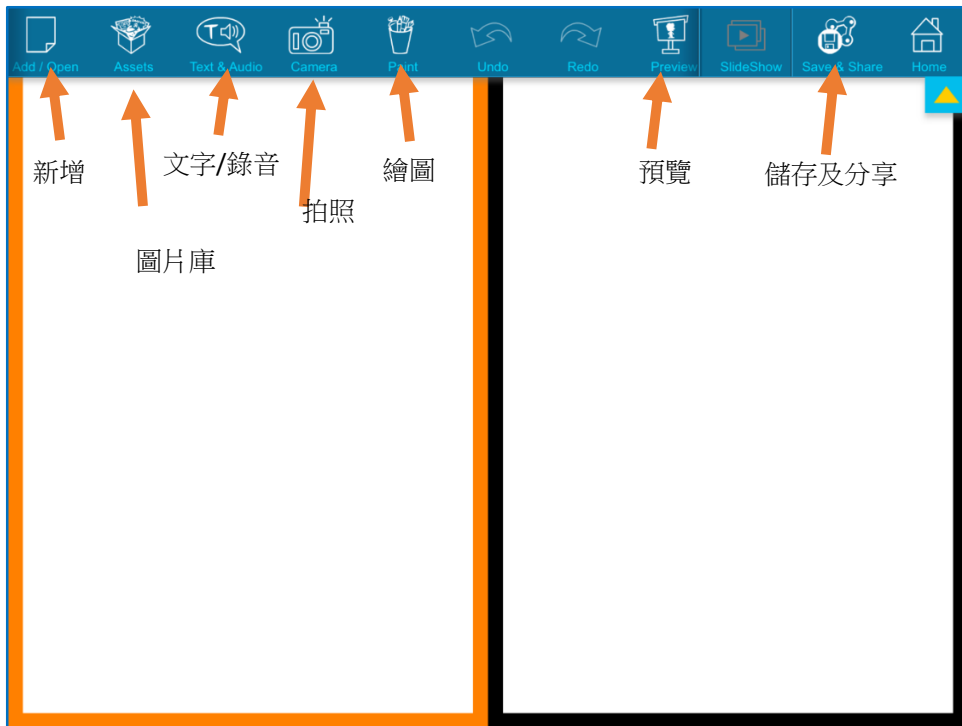 Add / Open
Assets
Text & Audio
Camera
Paint
Undo
Redo
Preview
SlideShow
Save & Share
Home
新增
文字/錄音
繪圖
預覽
儲存及分享
拍照
圖片庫